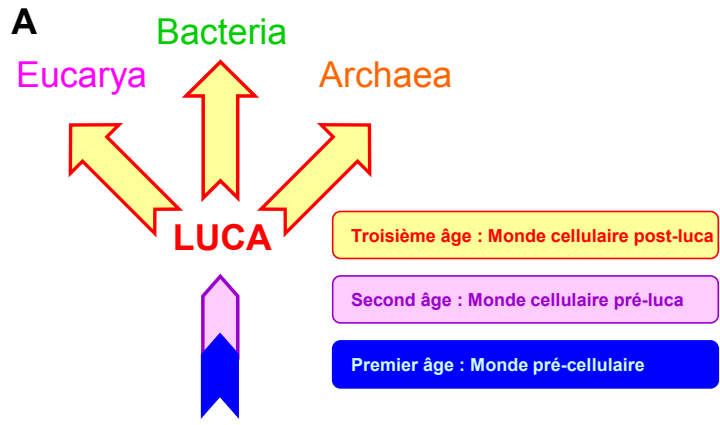 A
Bacteria
Eucarya
Archaea
LUCA
Troisième âge : Monde cellulaire post-luca
Second âge : Monde cellulaire pré-luca
Premier âge : Monde pré-cellulaire